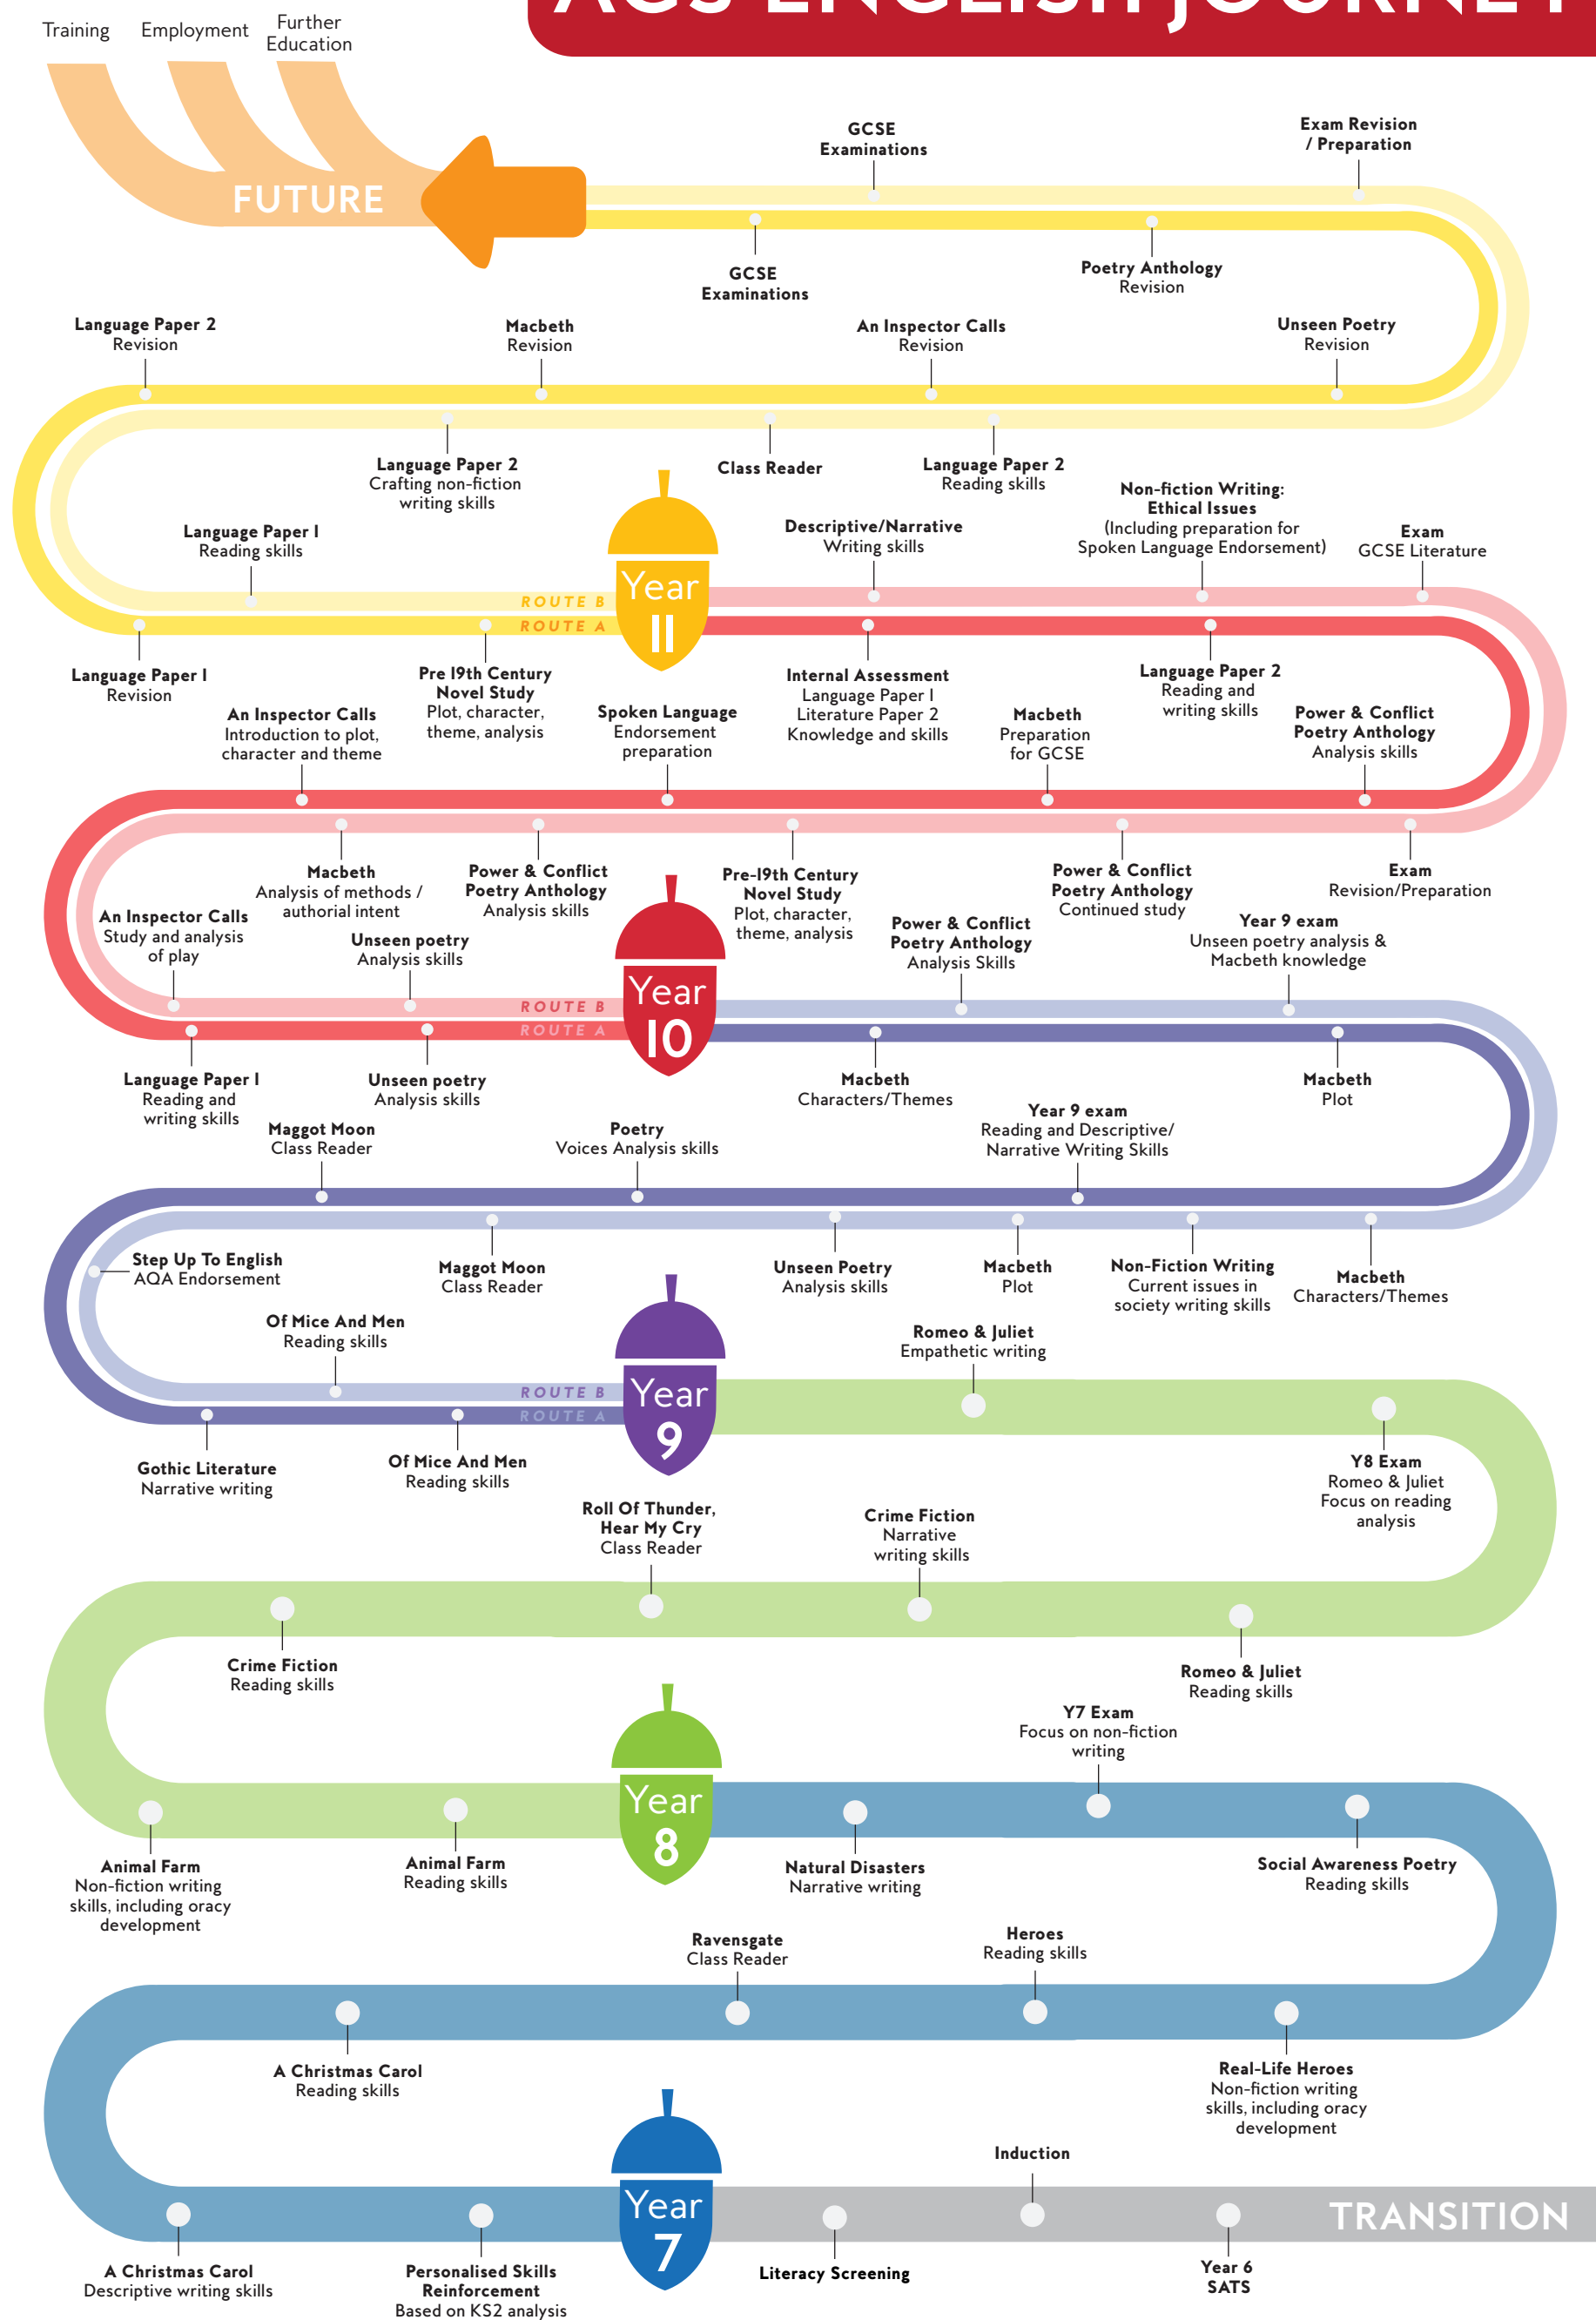 AGS ENGLISH JOURNEY
Training
Employment
Further
Education
FUTURE
GCSE
Examinations
Exam Revision
/ Preparation
GCSE
Examinations
Poetry Anthology
Revision
Language Paper 2
Revision
Macbeth
Revision
An Inspector Calls
Revision
Unseen Poetry
Revision
Language Paper 2
Crafting non-fiction
writing skills
Class Reader
Language Paper 2
Reading skills
Language Paper 1
Reading skills
Descriptive/Narrative
Writing skills
Non-fiction Writing:
Ethical Issues
(Including preparation for
Spoken Language Endorsement)
Exam
GCSE Literature
ROUTE B
ROUTE A
Year
11
Language Paper 1
Revision
Pre 19th Century
Novel Study
Plot, character,
theme, analysis
Internal Assessment
Language Paper 1
Literature Paper 2
Knowledge and skills
Language Paper 2
Reading and
writing skills
An Inspector Calls
Introduction to plot,
character and theme
Spoken Language
Endorsement
preparation
Macbeth
Preparation
for GCSE
Power & Conflict
Poetry Anthology
Analysis skills
Macbeth
Analysis of methods /
authorial intent
Power & Conflict
Poetry Anthology
Analysis skills
Pre-19th Century
Novel Study
Plot, character,
theme, analysis
Power & Conflict
Poetry Anthology
Continued study
Exam
Revision/Preparation
An Inspector Calls
Study and analysis
of play
Unseen poetry
Analysis skills
Power & Conflict
Poetry Anthology
Analysis Skills
Year 9 exam
Unseen poetry analysis &
Macbeth knowledge
ROUTE B
ROUTE A
Year
10
Language Paper 1
Reading and
writing skills
Unseen poetry
Analysis skills
Macbeth
Characters/Themes
Macbeth
Plot
Maggot Moon
Class Reader
Poetry
Voices Analysis skills
Year 9 exam
Reading and Descriptive/
Narrative Writing Skills
Step Up To English
AQA Endorsement
Maggot Moon
Class Reader
Unseen Poetry
Analysis skills
Macbeth
Plot
Non-Fiction Writing
Current issues in
society writing skills
Macbeth
Characters/Themes
Of Mice And Men
Reading skills
Romeo & Juliet
Empathetic writing
ROUTE B
ROUTE A
Year
9
Gothic Literature
Narrative writing
Of Mice And Men
Reading skills
Y8 Exam
Romeo & Juliet
Focus on reading
analysis
Roll Of Thunder,
Hear My Cry
Class Reader
Crime Fiction
Narrative
writing skills
Crime Fiction
Reading skills
Romeo & Juliet
Reading skills
Y7 Exam
Focus on non-fiction
writing
Year
8
Animal Farm
Non-fiction writing
skills, including oracy
development
Animal Farm
Reading skills
Natural Disasters
Narrative writing
Social Awareness Poetry
Reading skills
Ravensgate
Class Reader
Heroes
Reading skills
A Christmas Carol
Reading skills
Real-Life Heroes
Non-fiction writing
skills, including oracy
development
Induction
Year
7
TRANSITION
A Christmas Carol
Descriptive writing skills
Personalised Skills
Reinforcement
Based on KS2 analysis
Literacy Screening
Year 6
SATS